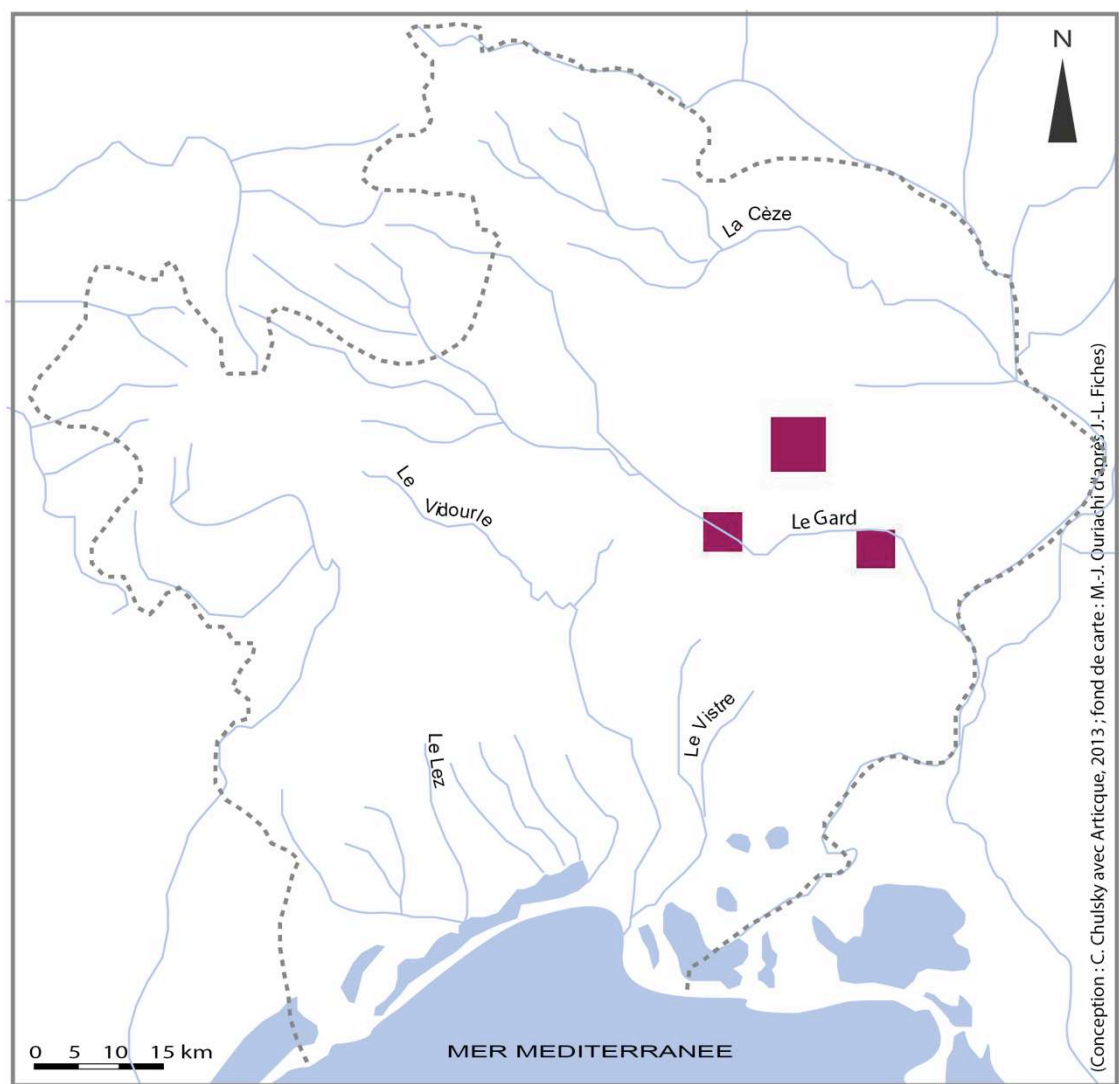 N
La Cèze
Le Vidourle
Le Gard
Le Vistre
Le Lez
0 5 10 15 km
MER MEDITERRANEE
(Conception : C. Chulsky avec Articque, 2013 ; fond de carte : M.-J. Ouriachi d'après J.-L. Fiches)